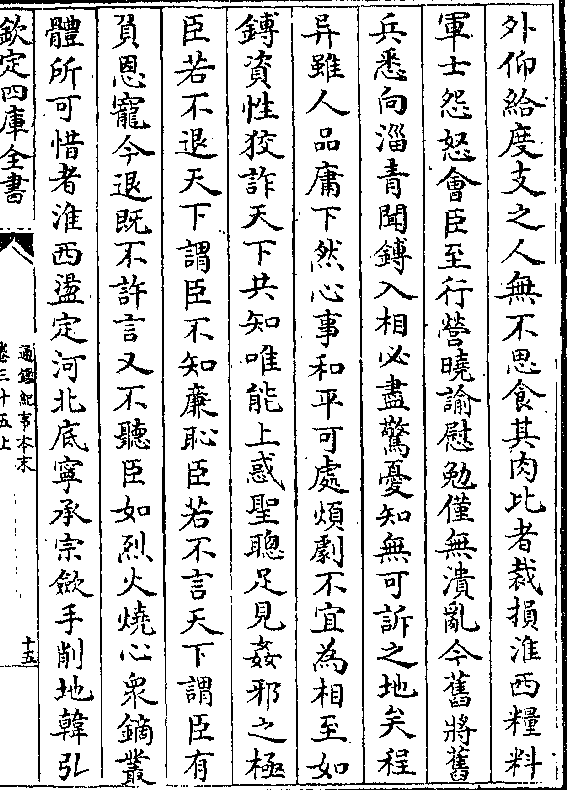 外仰給度支之人無不思食其肉比者裁損淮西糧料
軍士怨怒會臣至行營曉諭慰勉僅無潰亂今舊將舊
兵悉向淄青聞鏄入相必盡驚憂知無可訴之地矣程
异雖人品庸下然心事和平可處煩劇不宜為相至如
鏄資性狡詐天下共知唯能上惑聖聰足見姦邪之極
臣若不退天下謂臣不知廉恥臣若不言天下謂臣有
負恩寵今退既不許言又不聽臣如烈火燒心衆鏑叢
體所可惜者淮西盪定河北底寧承宗斂手削地韓弘
欽定四庫全書
通鑑紀事本末
卷三十五上
十五